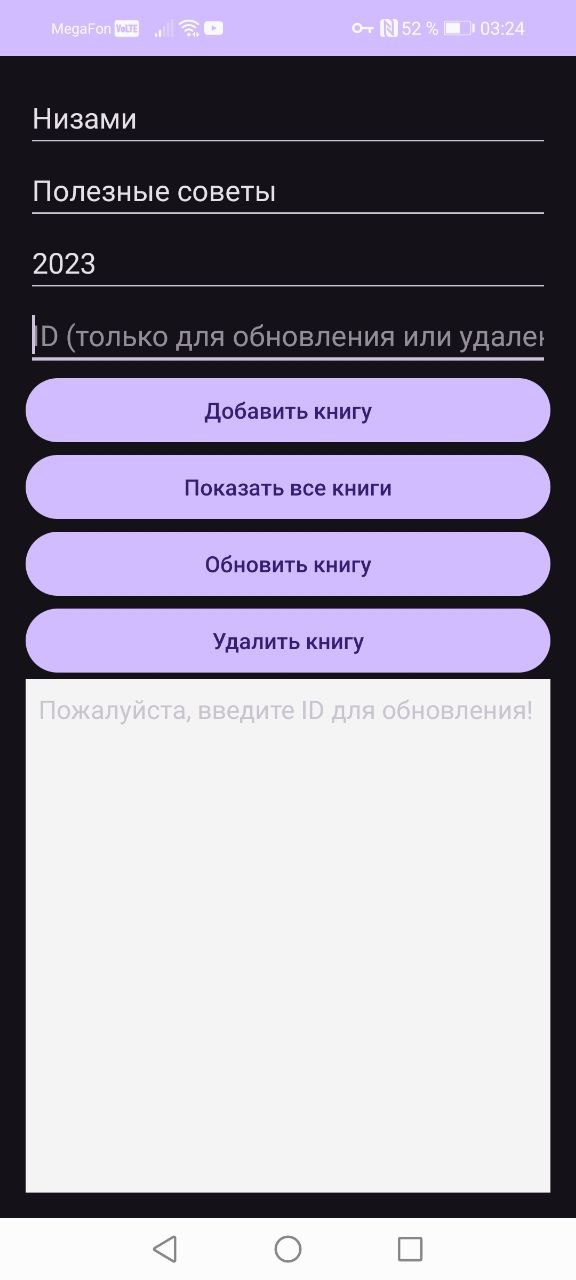 MegaFon VoLTE 52 % 03:24
Низами
Полезные советы
2023
ID (только для обновления или удален
Добавить книгу
Показать все книги
Обновить книгу
Удалить книгу
Пожалуйста, введите ID для обновления!